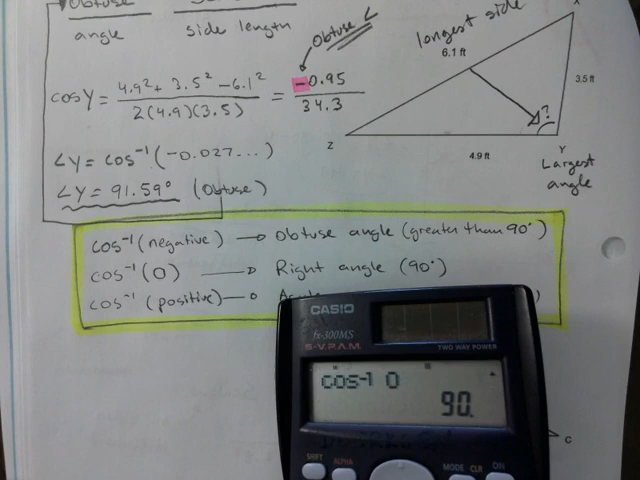 Obtuse
angle
side length
Obtuse ∠
longest side
X
6.1 ft
3.5 ft
cosY = 4.9² + 3.5² - 6.1² / 2(4.9)(3.5) = -0.95 / 34.3
?
Z
Y
4.9 ft
Largest
angle
∠Y = cos⁻¹(-0.027...)
∠Y = 91.59° (Obtuse)
cos⁻¹(negative) → Obtuse angle (greater than 90°)
cos⁻¹(0) → Right angle (90°)
cos⁻¹(positive) →
CASIO
fx-300MS
S-V.P.A.M.
TWO WAY POWER
cos-1 0
90.
SHIFT
ALPHA
MODE CLR ON
C